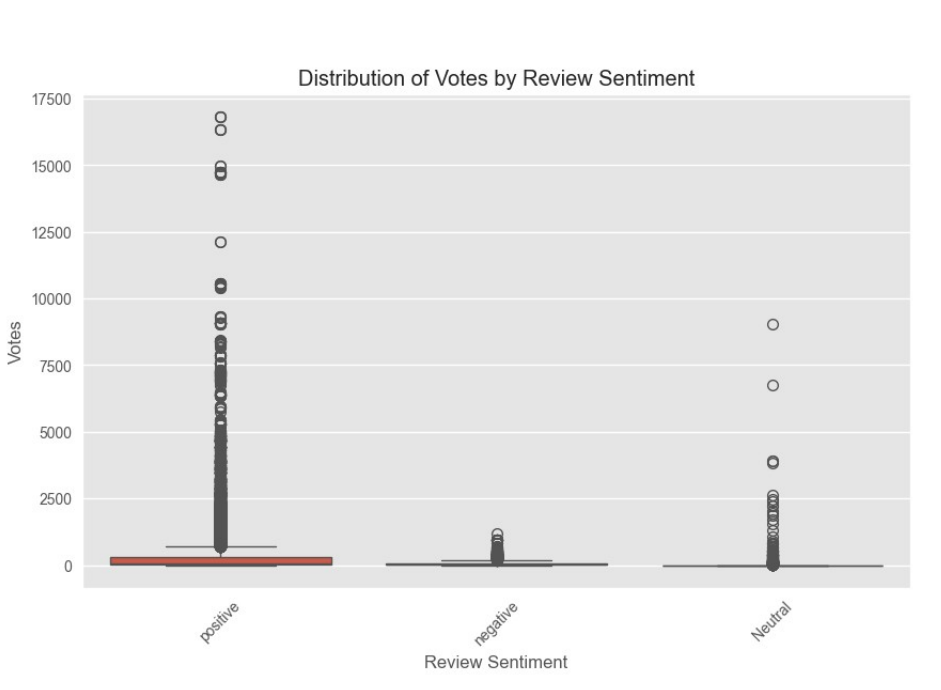 Distribution of Votes by Review Sentiment
17500
15000
12500
10000
7500
5000
2500
0
Votes
positive
negative
Neutral
Review Sentiment